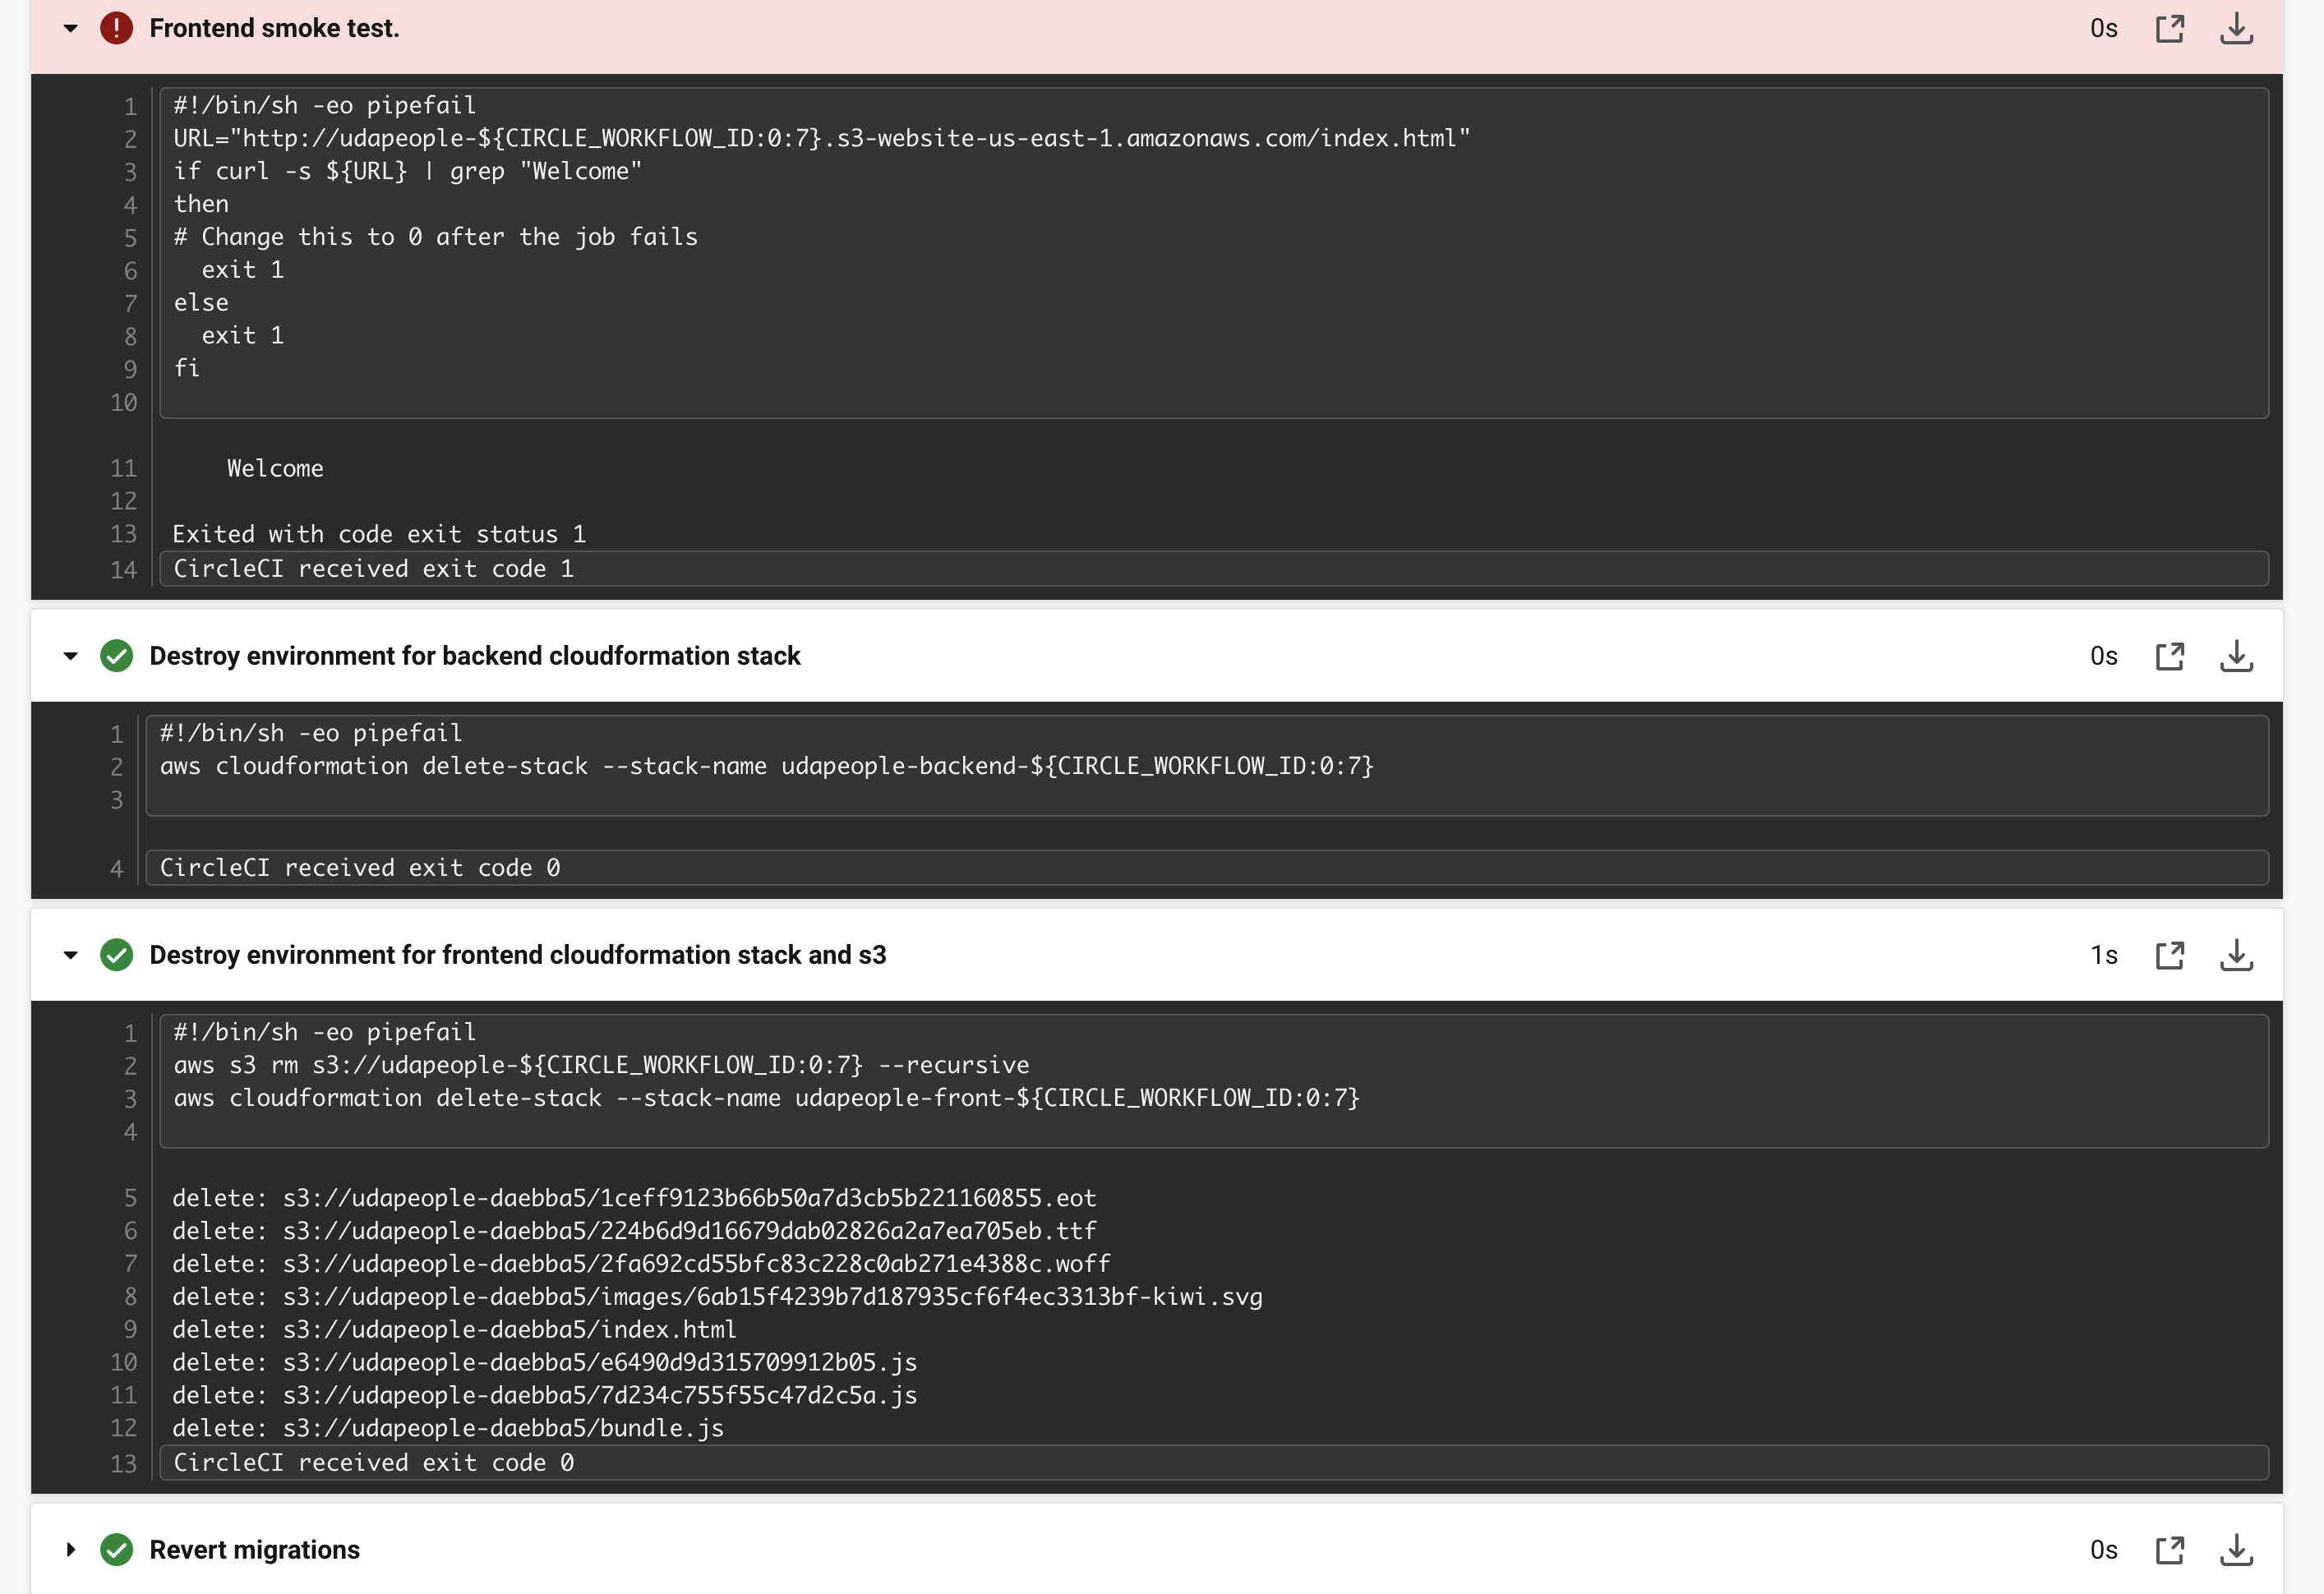 Frontend smoke test.
0s
1 #!/bin/sh -eo pipefail
2 URL="http://udapeople-${CIRCLE_WORKFLOW_ID:0:7}.s3-website-us-east-1.amazonaws.com/index.html"
3 if curl -s ${URL} | grep "Welcome"
4 then
5 # Change this to 0 after the job fails
6   exit 1
7 else
8   exit 1
9 fi
10
11     Welcome
12
13 Exited with code exit status 1
14 CircleCI received exit code 1
Destroy environment for backend cloudformation stack
0s
1 #!/bin/sh -eo pipefail
2 aws cloudformation delete-stack --stack-name udapeople-backend-${CIRCLE_WORKFLOW_ID:0:7}
3
4 CircleCI received exit code 0
Destroy environment for frontend cloudformation stack and s3
1s
1 #!/bin/sh -eo pipefail
2 aws s3 rm s3://udapeople-${CIRCLE_WORKFLOW_ID:0:7} --recursive
3 aws cloudformation delete-stack --stack-name udapeople-front-${CIRCLE_WORKFLOW_ID:0:7}
4
5 delete: s3://udapeople-daebba5/1ceff9123b66b50a7d3cb5b221160855.eot
6 delete: s3://udapeople-daebba5/224b6d9d16679dab02826a2a7ea705eb.ttf
7 delete: s3://udapeople-daebba5/2fa692cd55bfc83c228c0ab271e4388c.woff
8 delete: s3://udapeople-daebba5/images/6ab15f4239b7d187935cf6f4ec3313bf-kiwi.svg
9 delete: s3://udapeople-daebba5/index.html
10 delete: s3://udapeople-daebba5/e6490d9d315709912b05.js
11 delete: s3://udapeople-daebba5/7d234c755f55c47d2c5a.js
12 delete: s3://udapeople-daebba5/bundle.js
13 CircleCI received exit code 0
Revert migrations
0s